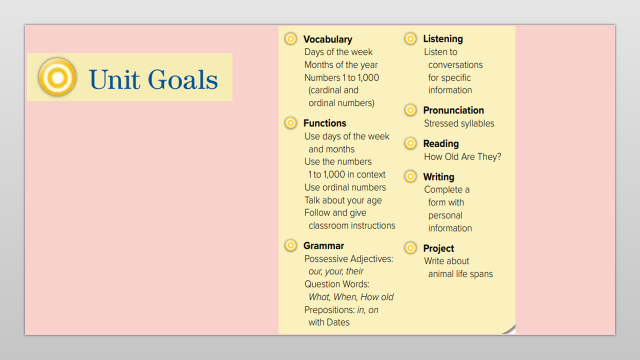 Unit Goals
Vocabulary
Days of the week
Months of the year
Numbers 1 to 1,000
(cardinal and
ordinal numbers)
Functions
Use days of the week
and months
Use the numbers
1 to 1,000 in context
Use ordinal numbers
Talk about your age
Follow and give
classroom instructions
Grammar
Possessive Adjectives:
our, your, their
Question Words:
What, When, How old
Prepositions: in, on
with Dates
Listening
Listen to
conversations
for specific
information
Pronunciation
Stressed syllables
Reading
How Old Are They?
Writing
Complete a
form with
personal
information
Project
Write about
animal life spans